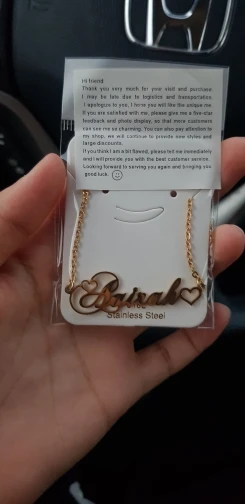 Hi friend
Thank you very much for your visit and purchase.
I may be late due to logistics and transportation,
I apologize to you, I hope you will like the unique me.
If you are satisfied with me, please give me a five-star
feedback and photo display, so that more customers
can see me so charming. You can also pay attention to
my shop, we will continue to provide new styles and
large discounts.
If you think I am a bit flawed, please tell me immediately
and I will provide you with the best customer service.
Looking forward to serving you again and bringing you
good luck.
Stainless Steel